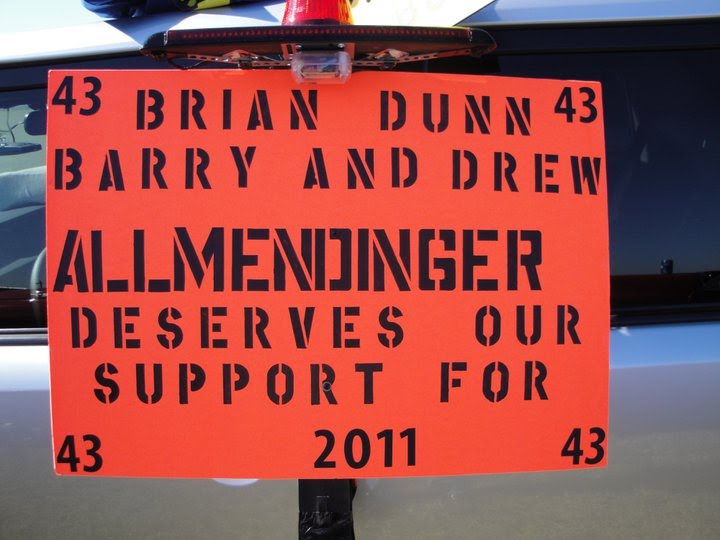 43 BRIAN DUNN 43
BARRY AND DREW
ALLMENDINGER
DESERVES OUR
SUPPORT FOR
43 2011 43